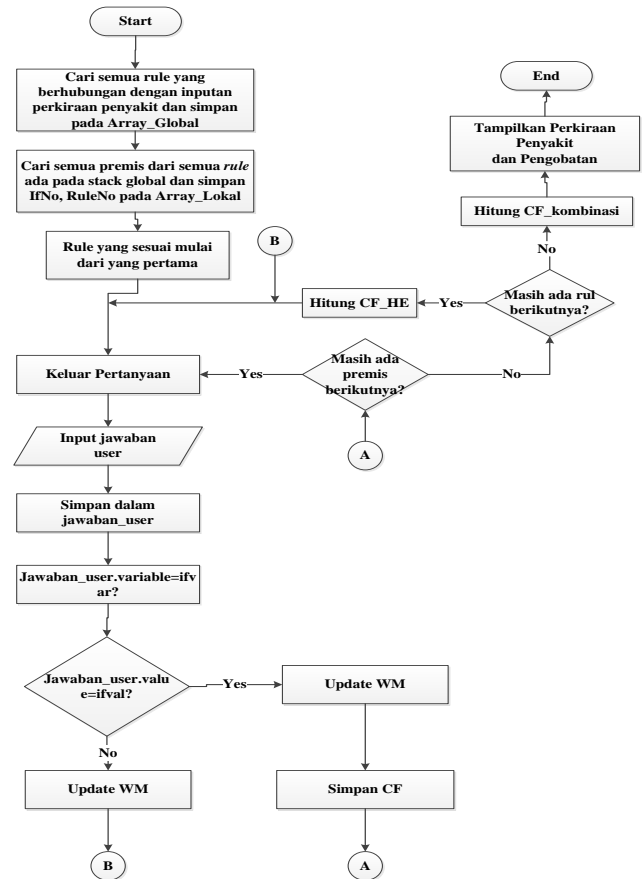 Start
Cari semua rule yang
berhubungan dengan inputan
perkiraan penyakit dan simpan
pada Array_Global
Cari semua premis dari semua rule
ada pada stack global dan simpan
IfNo, RuleNo pada Array_Lokal
Rule yang sesuai mulai
dari yang pertama
Keluar Pertanyaan
Input jawaban
user
Simpan dalam
jawaban_user
Jawaban_user.variable=ifv
ar?
Jawaban_user.valu
e=ifval?
Yes
No
Update WM
B
Update WM
Simpan CF
A
A
Masih ada
premis
berikutnya?
Yes
No
Masih ada rul
berikutnya?
Yes
No
Hitung CF_HE
B
Hitung CF_kombinasi
Tampilkan Perkiraan
Penyakit
dan Pengobatan
End